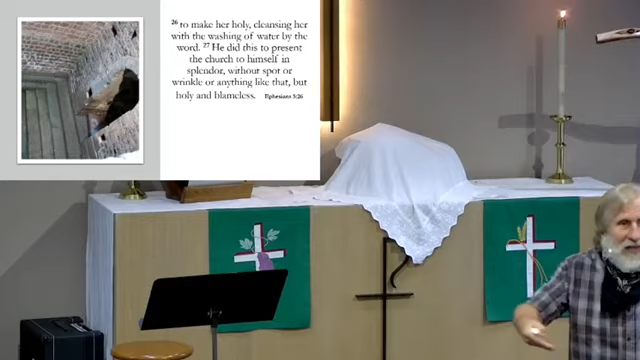 26 to make her holy, cleansing her
with the washing of water by the
word. 27 He did this to present
the church to himself in
splendor, without spot or
wrinkle or anything like that, but
holy and blameless. Ephesians 5:26